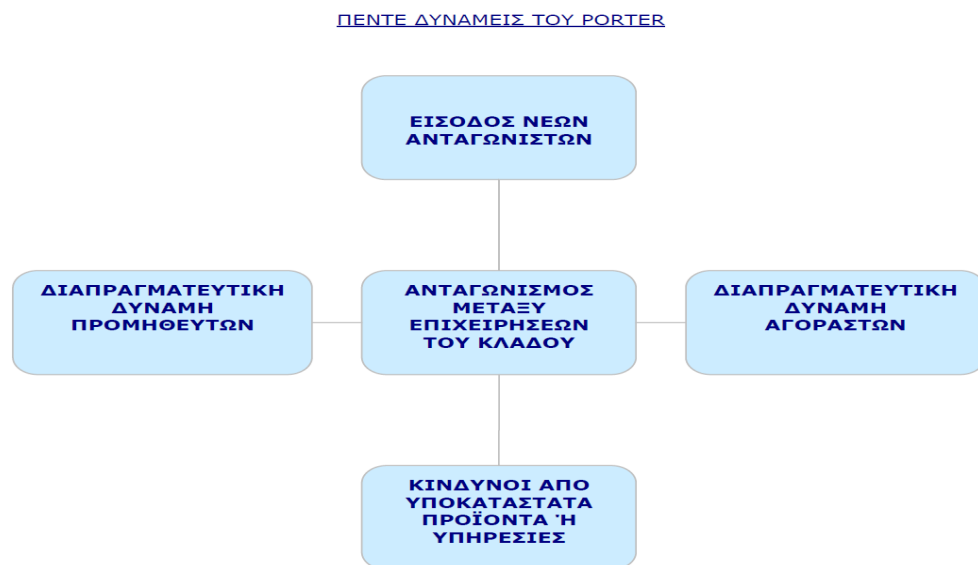 ΠΕΝΤΕ ΔΥΝΑΜΕΙΣ ΤΟΥ PORTER
ΕΙΣΟΔΟΣ ΝΕΩΝ
ΑΝΤΑΓΩΝΙΣΤΩΝ
ΔΙΑΠΡΑΓΜΑΤΕΥΤΙΚΗ
ΔΥΝΑΜΗ
ΠΡΟΜΗΘΕΥΤΩΝ
ΑΝΤΑΓΩΝΙΣΜΟΣ
ΜΕΤΑΞΥ
ΕΠΙΧΕΙΡΗΣΕΩΝ
ΤΟΥ ΚΛΑΔΟΥ
ΔΙΑΠΡΑΓΜΑΤΕΥΤΙΚΗ
ΔΥΝΑΜΗ
ΑΓΟΡΑΣΤΩΝ
ΚΙΝΔΥΝΟΙ ΑΠΟ
ΥΠΟΚΑΤΑΣΤΑΤΑ
ΠΡΟΪΟΝΤΑ Ή
ΥΠΗΡΕΣΙΕΣ